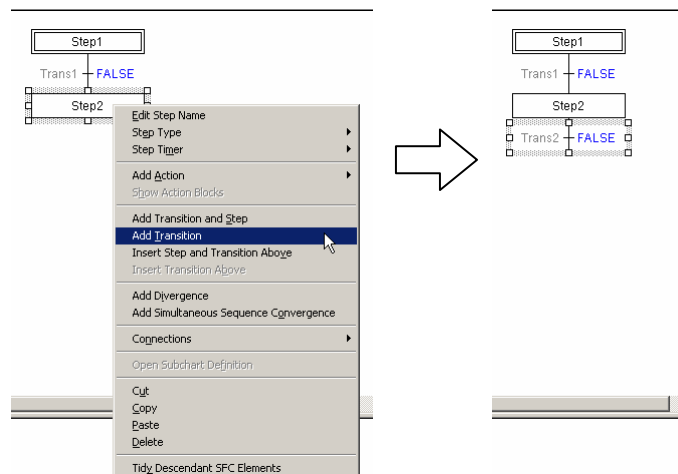 Step1
Trans1 FALSE
Step2
Edit Step Name
Step Type
Step Timer
Add Action
Show Action Blocks
Add Transition and Step
Add Transition
Insert Step and Transition Above
Insert Transition Above
Add Divergence
Add Simultaneous Sequence Convergence
Connections
Open Subchart Definition
Cut
Copy
Paste
Delete
Tidy Descendant SFC Elements
Step1
Trans1 FALSE
Step2
Trans2 FALSE